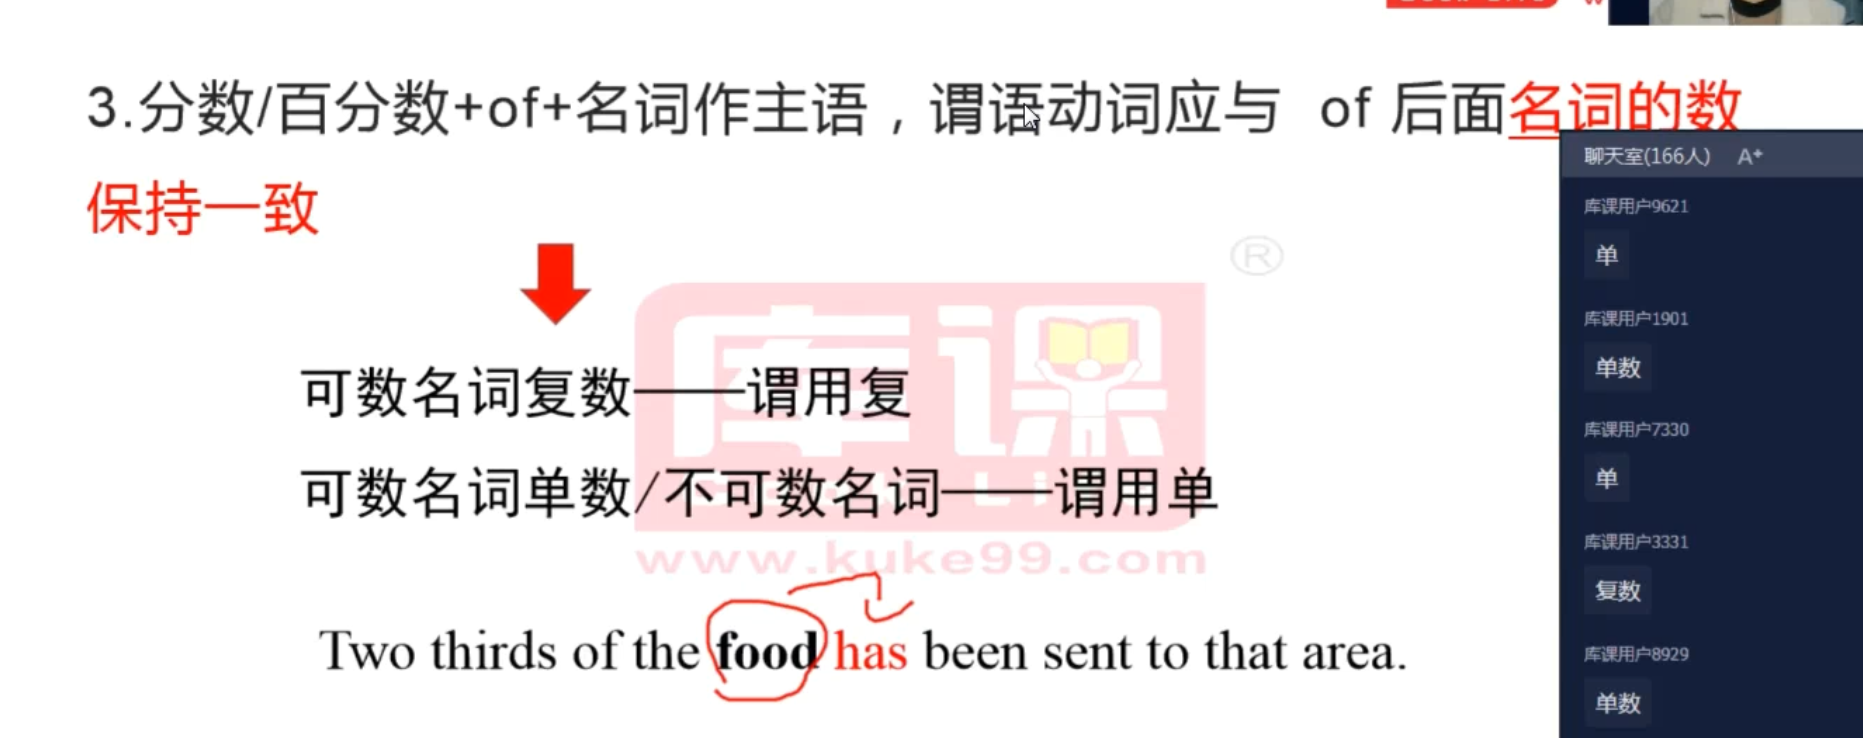 3.分数/百分数+of+名词作主语，谓语动词应与 of 后面名词的数
保持一致
®
库课
可数名词复数——谓用复
可数名词单数/不可数名词——谓用单
www.kuke99.com
Two thirds of the food has been sent to that area.
聊天室(166人) A+
库课用户9621
单
库课用户1901
单数
库课用户7330
单
库课用户3331
复数
库课用户8929
单数